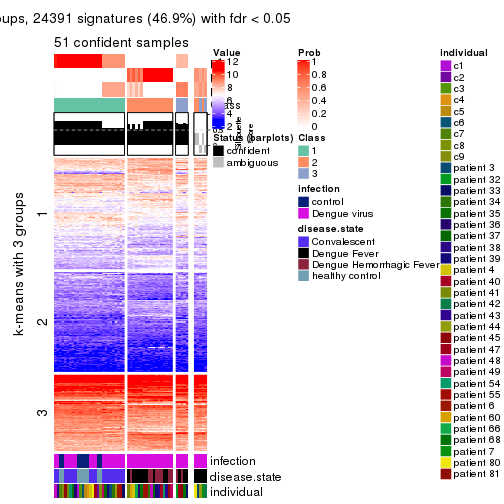 oups, 24391 signatures (46.9%) with fdr < 0.05
51 confident samples
k-means with 3 groups
1
2
3
infection
disease.state
individual
Value
12
10
8
6
4
2
Silhouette
score
Status (barplots)
confident
ambiguous
Prob
1
0.8
0.6
0.4
0.2
0
Class
1
2
3
infection
control
Dengue virus
disease.state
Convalescent
Dengue Fever
Dengue Hemorrhagic Fever
healthy control
individual
c1
c2
c3
c4
c5
c6
c7
c8
c9
patient 3
patient 32
patient 33
patient 34
patient 35
patient 36
patient 37
patient 38
patient 39
patient 4
patient 40
patient 41
patient 42
patient 43
patient 44
patient 45
patient 47
patient 48
patient 49
patient 54
patient 55
patient 6
patient 60
patient 66
patient 68
patient 7
patient 80
patient 81